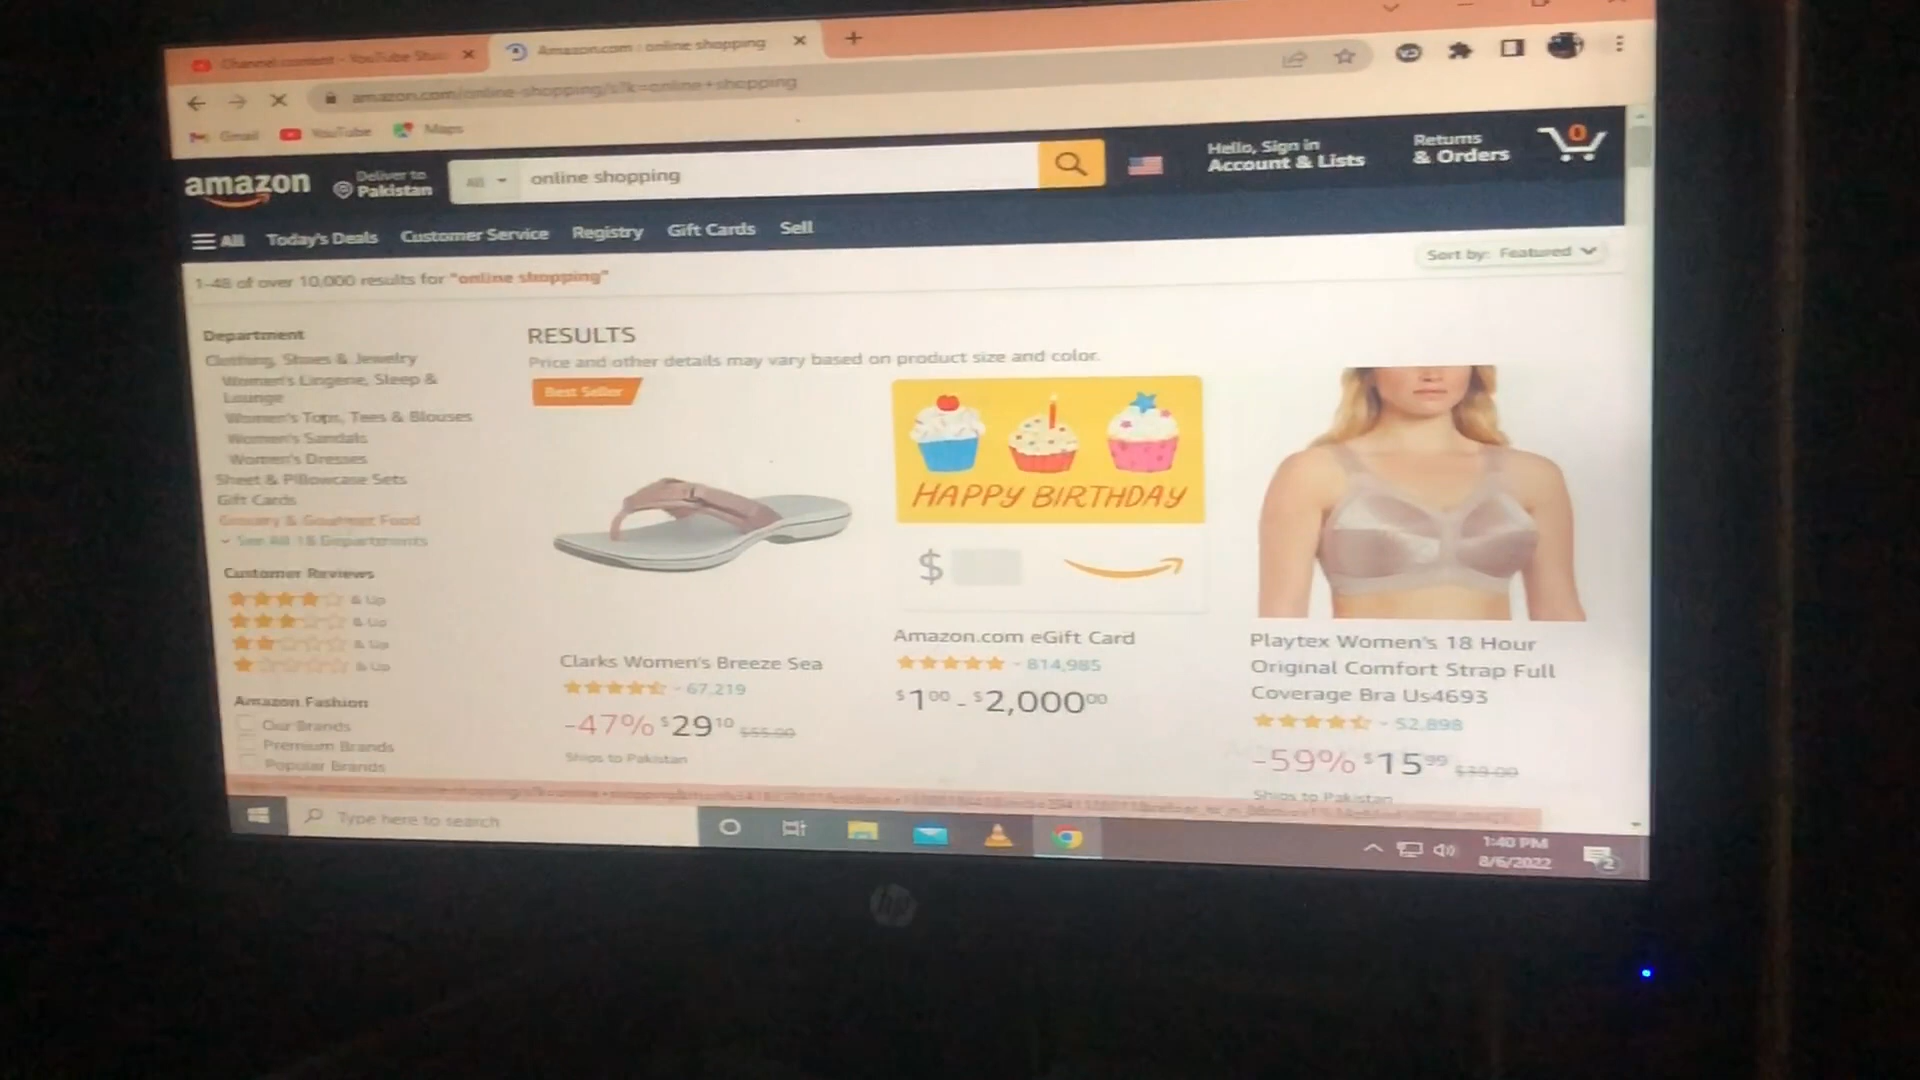 Channel content - YouTube Stu
Amazon.com : online shopping
amazon.com/online-shopping/s?k=online+shopping
Gmail
YouTube
Maps
amazon
Deliver to
Pakistan
All
online shopping
Hello, Sign in
Account & Lists
Returns
& Orders
0
All
Today's Deals
Customer Service
Registry
Gift Cards
Sell
1-48 of over 10,000 results for "online shopping"
Sort by: Featured
Department
Clothing, Shoes & Jewelry
Women's Lingerie, Sleep &
Lounge
Women's Tops, Tees & Blouses
Women's Sandals
Women's Dresses
Sheet & Pillowcase Sets
Gift Cards
Grocery & Gourmet Food
See All 18 Departments
Customer Reviews
& Up
& Up
& Up
& Up
Amazon Fashion
Our Brands
Premium Brands
Popular Brands
RESULTS
Price and other details may vary based on product size and color.
Best Seller
Clarks Women's Breeze Sea
67,219
-47% $29.10 $55.00
Ships to Pakistan
HAPPY BIRTHDAY
$
Amazon.com eGift Card
814,985
$1.00 - $2,000.00
Playtex Women's 18 Hour
Original Comfort Strap Full
Coverage Bra Us4693
52,898
-59% $15.99 $39.00
Ships to Pakistan
Type here to search
1:40 PM
8/6/2022
2
hp